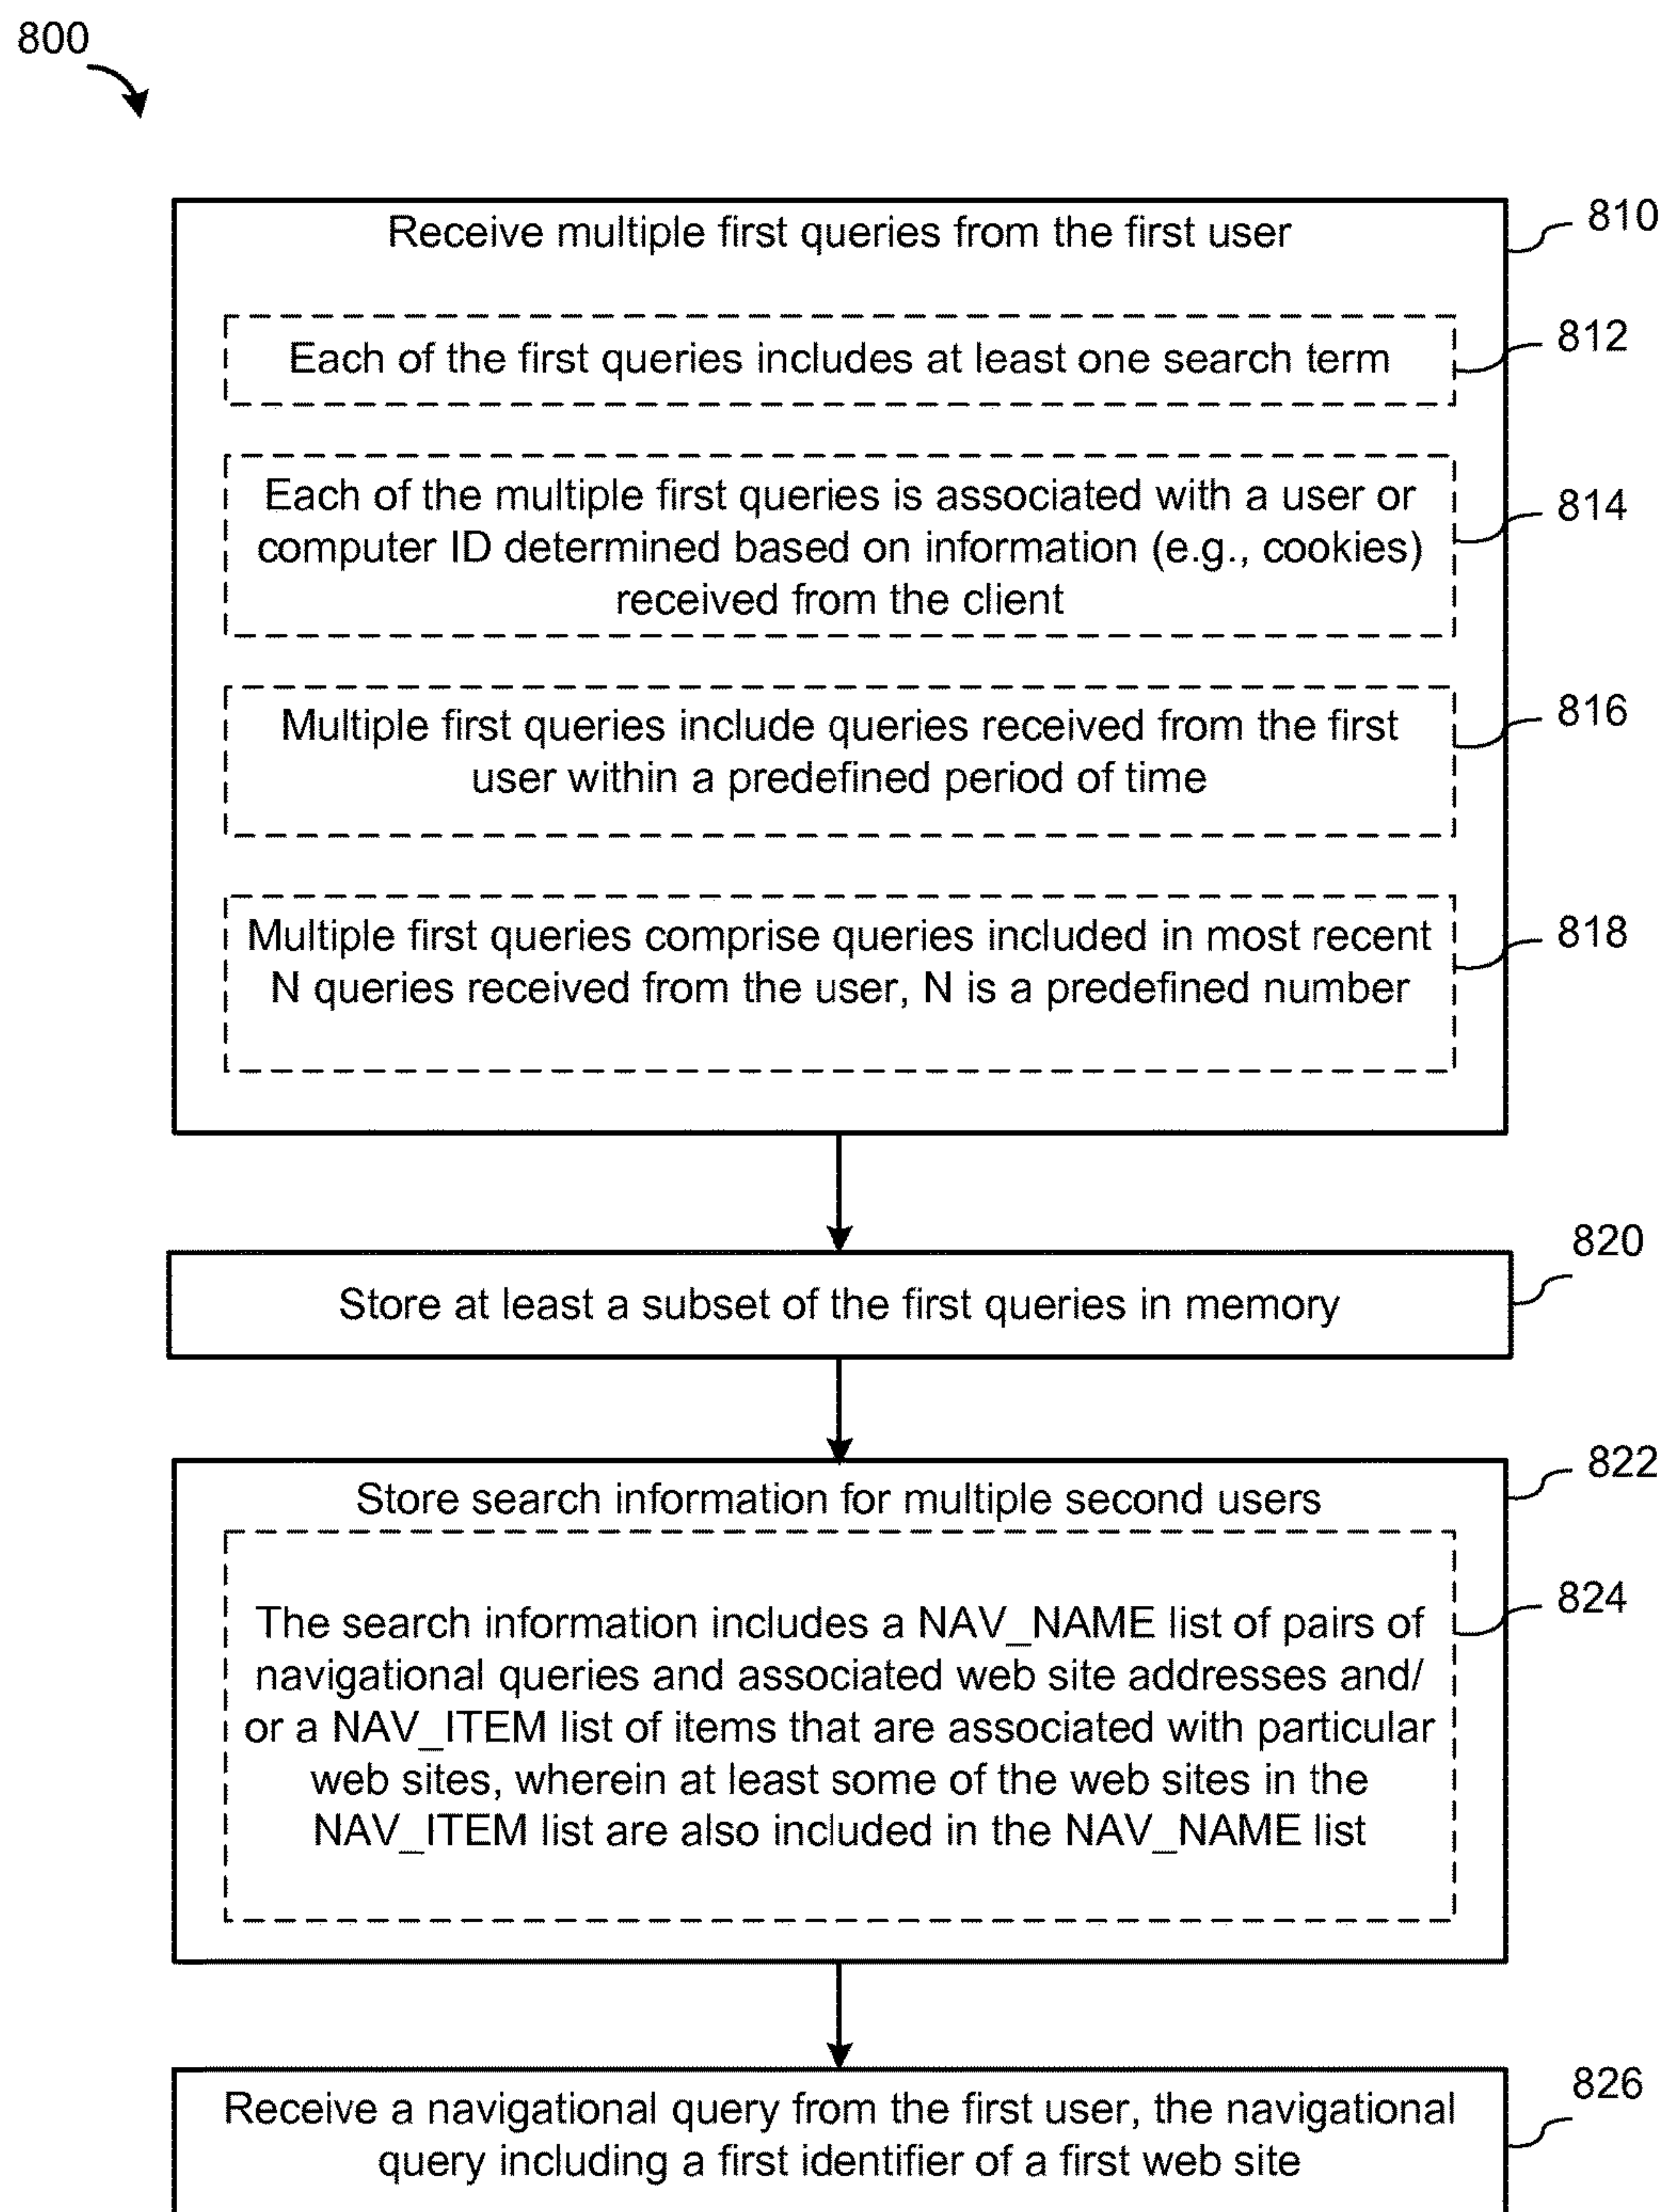 800
Receive multiple first queries from the first user
810
Each of the first queries includes at least one search term
812
Each of the multiple first queries is associated with a user or
computer ID determined based on information (e.g., cookies)
received from the client
814
Multiple first queries include queries received from the first
user within a predefined period of time
816
Multiple first queries comprise queries included in most recent
N queries received from the user, N is a predefined number
818
Store at least a subset of the first queries in memory
820
Store search information for multiple second users
822
The search information includes a NAV_NAME list of pairs of
navigational queries and associated web site addresses and/
or a NAV_ITEM list of items that are associated with particular
web sites, wherein at least some of the web sites in the
NAV_ITEM list are also included in the NAV_NAME list
824
Receive a navigational query from the first user, the navigational
query including a first identifier of a first web site
826